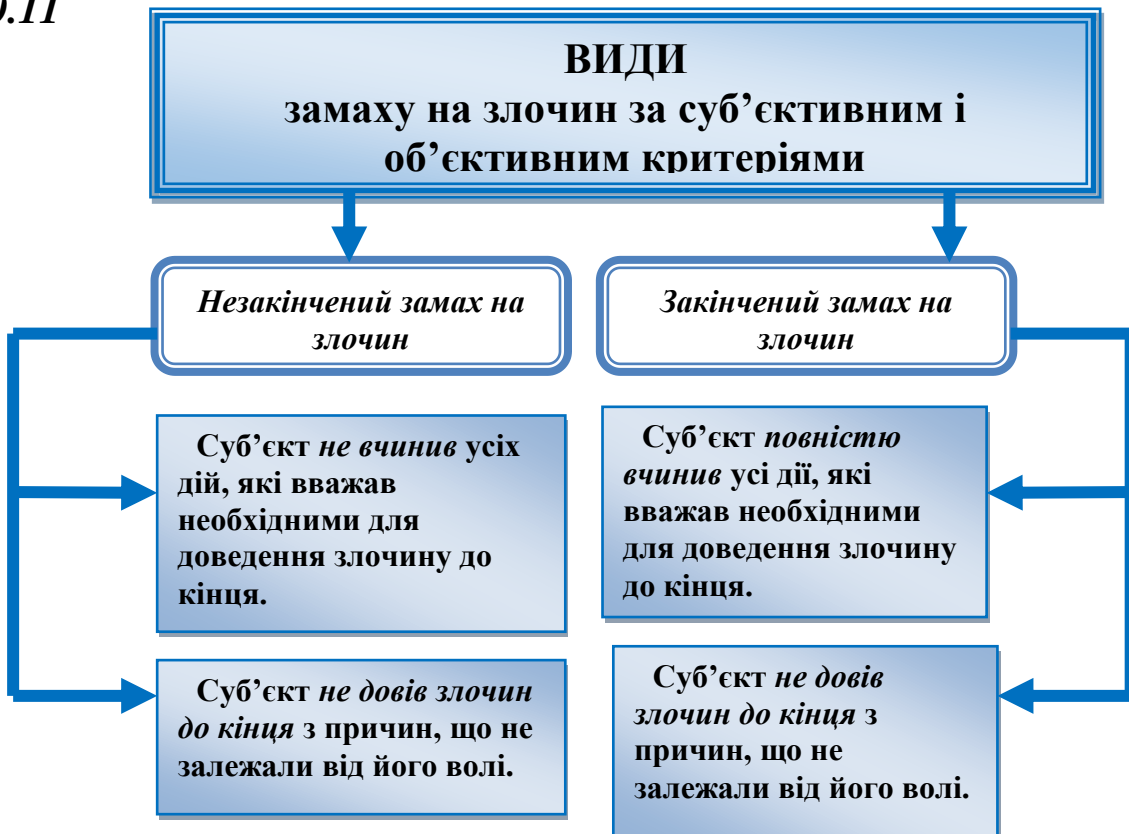 ВИДИ
замаху на злочин за суб’єктивним і
об’єктивним критеріями
Незакінчений замах на
злочин
Закінчений замах на
злочин
Суб’єкт не вчинив усіх
дій, які вважав
необхідними для
доведення злочину до
кінця.
Суб’єкт повністю
вчинив усі дії, які
вважав необхідними
для доведення злочину
до кінця.
Суб’єкт не довів злочин
до кінця з причин, що не
залежали від його волі.
Суб’єкт не довів
злочин до кінця з
причин, що не
залежали від його волі.